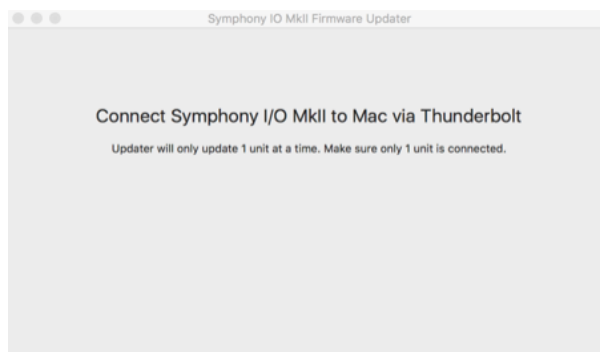 Symphony IO MkII Firmware Updater
Connect Symphony I/O MkII to Mac via Thunderbolt
Updater will only update 1 unit at a time. Make sure only 1 unit is connected.